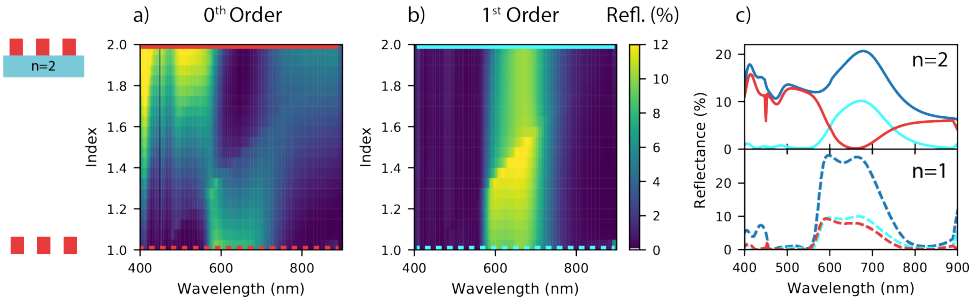 a) 0th Order
b) 1st Order
Refl. (%)
c)
n=2
2.0
1.8
1.6
1.4
1.2
1.0
Index
400
600
800
Wavelength (nm)
2.0
1.8
1.6
1.4
1.2
1.0
Index
400
600
800
Wavelength (nm)
12
10
8
6
4
2
0
20
10
0
n=2
20
10
0
n=1
Reflectance (%)
400 500 600 700 800 900
Wavelength (nm)